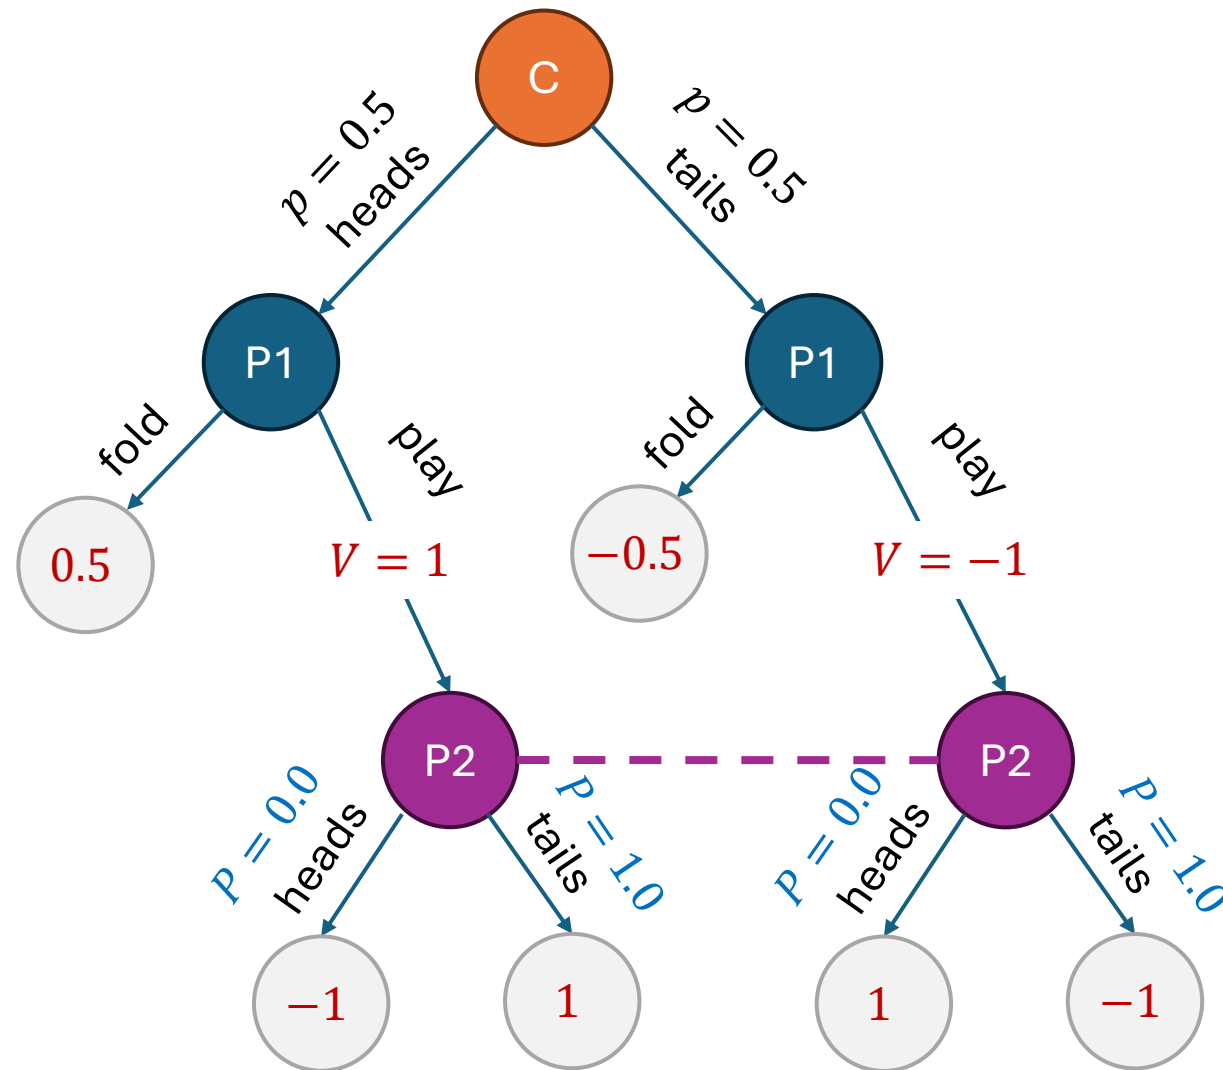 C
p = 0.5
heads
p = 0.5
tails
P1
P1
fold
play
fold
play
0.5
V = 1
−0.5
V = −1
P2
P2
P = 0.0
heads
P = 1.0
tails
P = 0.0
heads
P = 1.0
tails
−1
1
1
−1